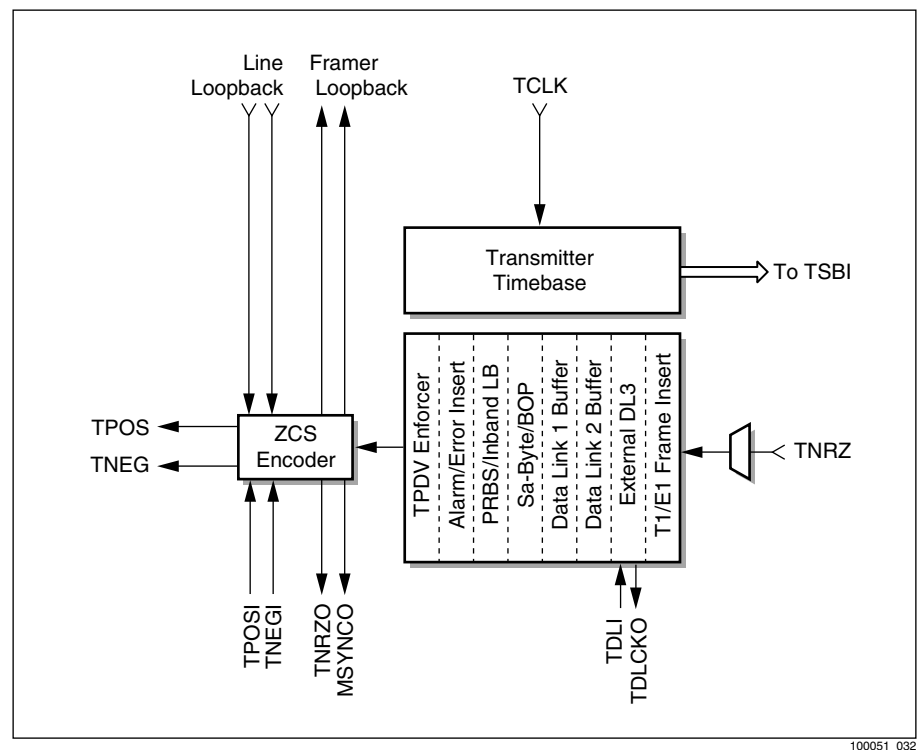 Line Loopback
Framer Loopback
TCLK
Transmitter
Timebase
To TSBI
TPOS
TNEG
ZCS
Encoder
TPDV Enforcer
Alarm/Error Insert
PRBS/Inband LB
Sa-Byte/BOP
Data Link 1 Buffer
Data Link 2 Buffer
External DL3
T1/E1 Frame Insert
TNRZ
TPOSI
TNEGI
TNRZO
MSYNCO
TDLI
TDLCKO
100051_032